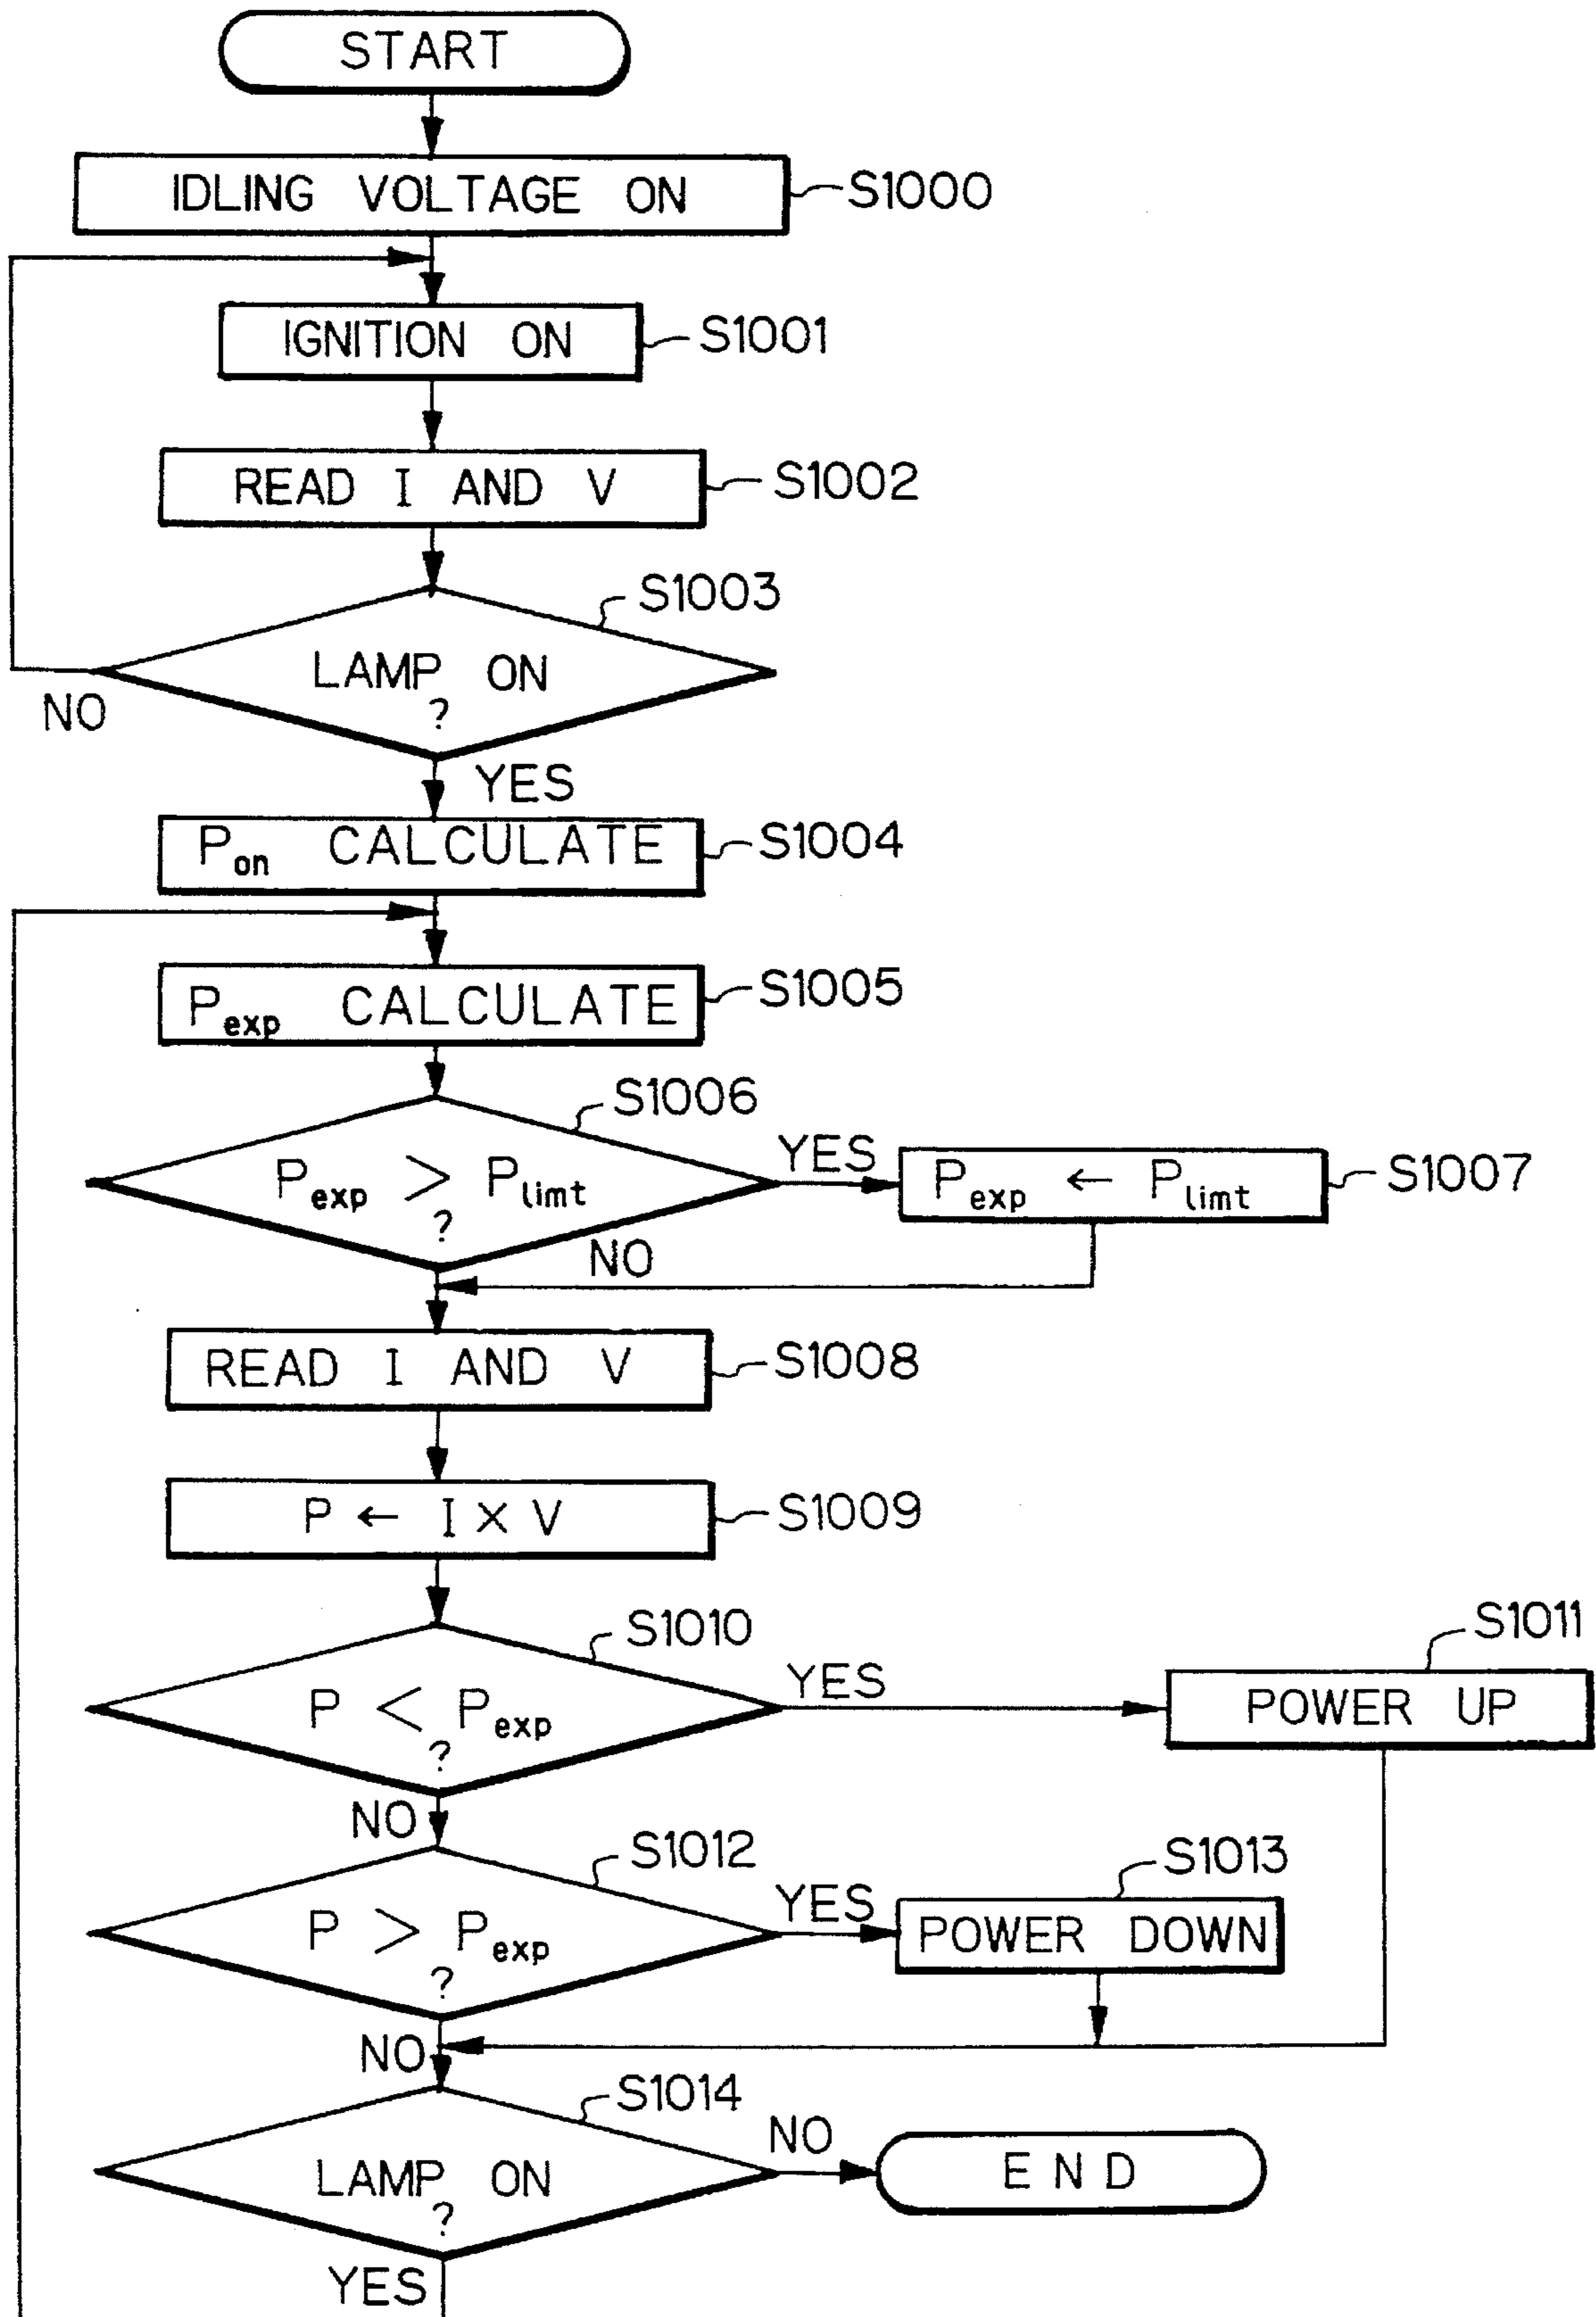 START
IDLING VOLTAGE ON
S1000
IGNITION ON
S1001
READ I AND V
S1002
S1003
LAMP ON
?
NO
YES
Pon CALCULATE
S1004
Pexp CALCULATE
S1005
S1006
Pexp > Plimt
?
YES
Pexp ← Plimt
S1007
NO
READ I AND V
S1008
P ← I × V
S1009
S1010
P < Pexp
?
YES
S1011
POWER UP
NO
S1012
P > Pexp
?
YES
S1013
POWER DOWN
NO
S1014
LAMP ON
?
NO
END
YES